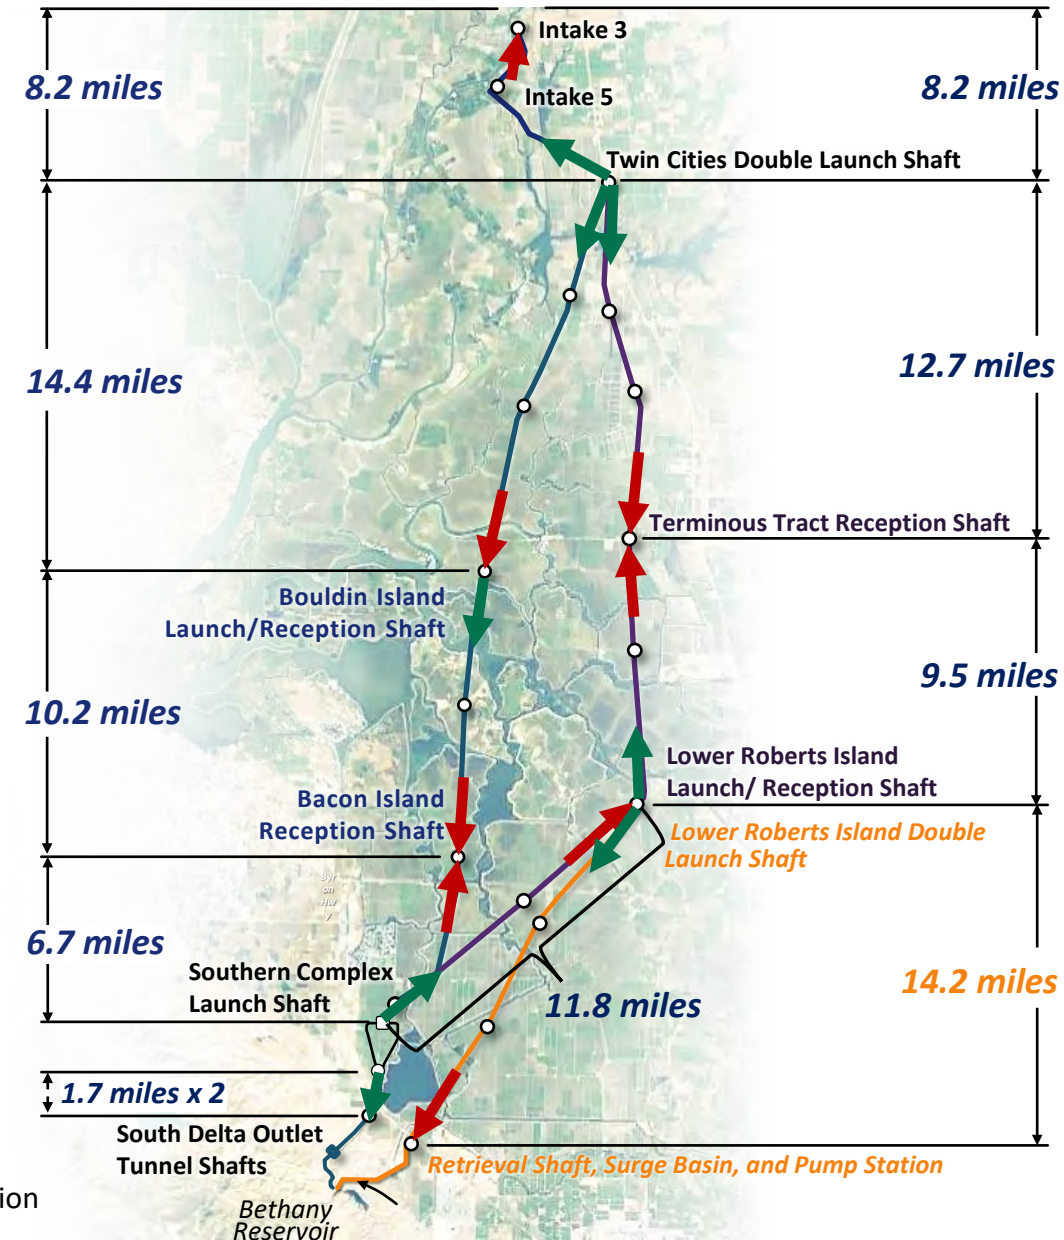 Intake 3
8.2 miles
8.2 miles
Intake 5
Twin Cities Double Launch Shaft
14.4 miles
12.7 miles
Terminous Tract Reception Shaft
Bouldin Island
Launch/Reception Shaft
10.2 miles
9.5 miles
Lower Roberts Island
Launch/ Reception Shaft
Bacon Island
Reception Shaft
Lower Roberts Island Double
Launch Shaft
Byr
on
Hw
y
6.7 miles
Southern Complex
Launch Shaft
11.8 miles
14.2 miles
1.7 miles x 2
South Delta Outlet
Tunnel Shafts
Retrieval Shaft, Surge Basin, and Pump Station
ion
Bethany
Reservoir